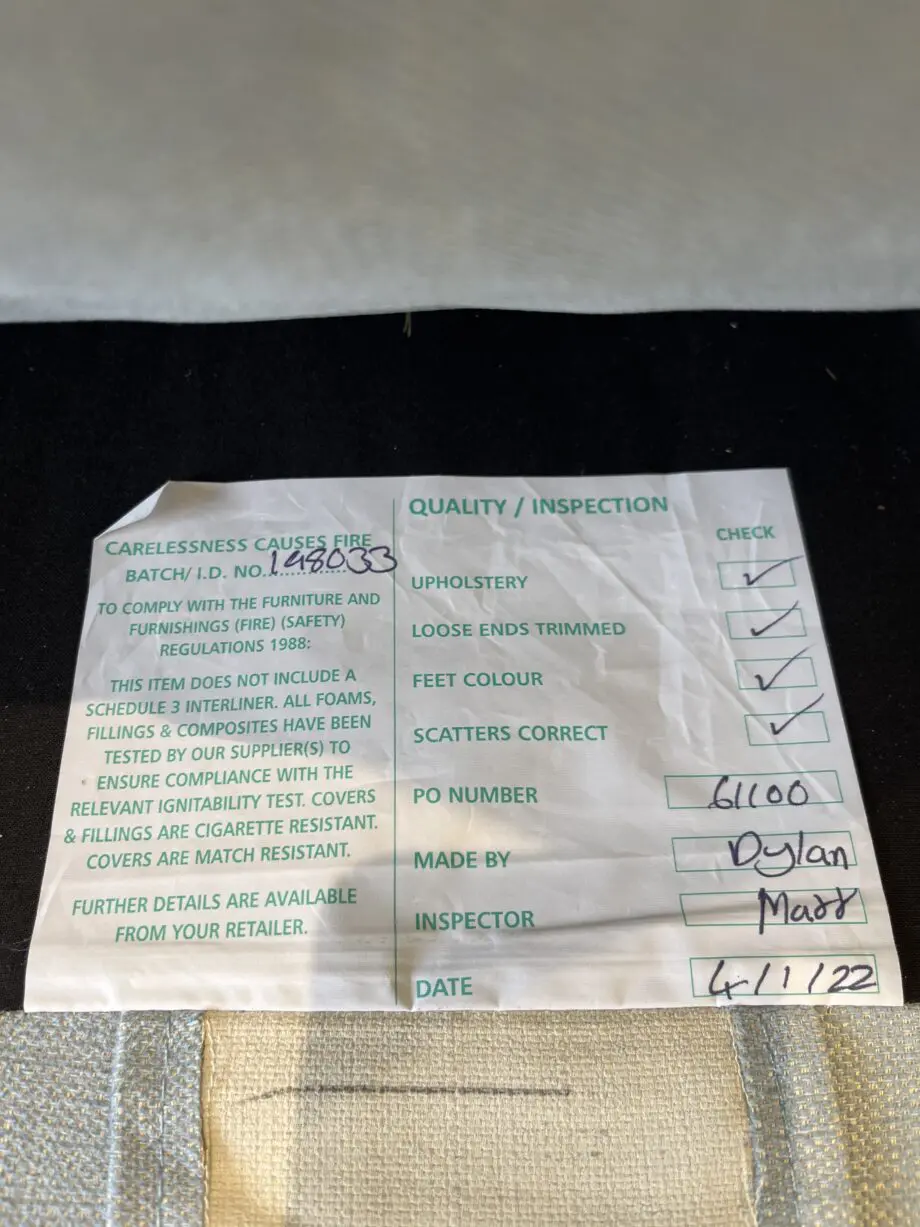 CARELESSNESS CAUSES FIRE
BATCH/ I.D. NO. 198033
TO COMPLY WITH THE FURNITURE AND
FURNISHINGS (FIRE) (SAFETY)
REGULATIONS 1988:
THIS ITEM DOES NOT INCLUDE A
SCHEDULE 3 INTERLINER. ALL FOAMS,
FILLINGS & COMPOSITES HAVE BEEN
TESTED BY OUR SUPPLIER(S) TO
ENSURE COMPLIANCE WITH THE
RELEVANT IGNITABILITY TEST. COVERS
& FILLINGS ARE CIGARETTE RESISTANT.
COVERS ARE MATCH RESISTANT.
FURTHER DETAILS ARE AVAILABLE
FROM YOUR RETAILER.
QUALITY / INSPECTION
CHECK
UPHOLSTERY ✓
LOOSE ENDS TRIMMED ✓
FEET COLOUR ✓
SCATTERS CORRECT ✓
PO NUMBER 61100
MADE BY Dylan
INSPECTOR Matt
DATE 4/1/22